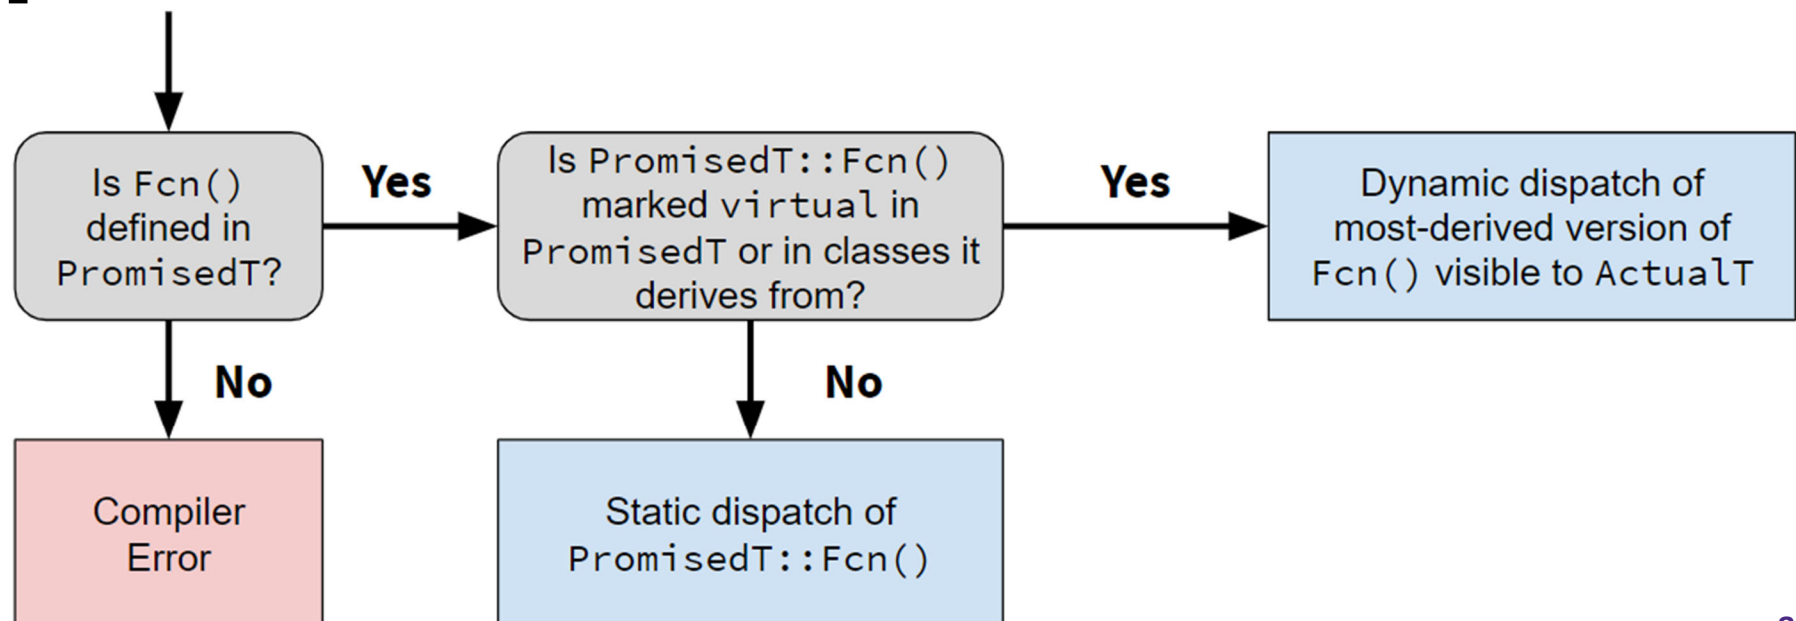 Is Fcn()
defined in
PromisedT?
Yes
Is PromisedT::Fcn()
marked virtual in
PromisedT or in classes it
derives from?
Yes
Dynamic dispatch of
most-derived version of
Fcn() visible to ActualT
No
No
Compiler
Error
Static dispatch of
PromisedT::Fcn()